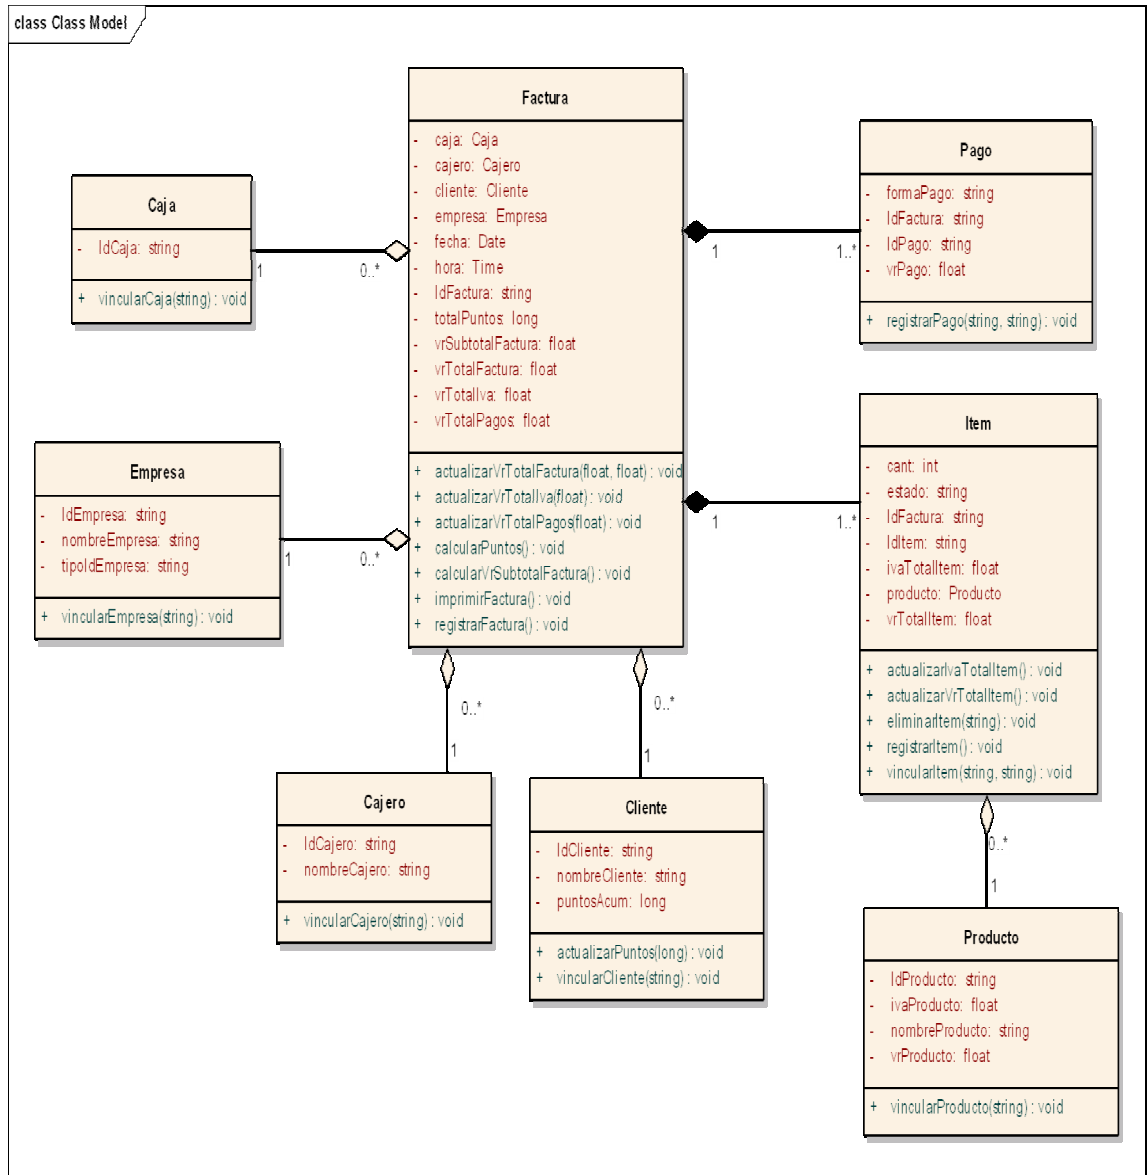 class Class Model
Factura
- caja: Caja
- cajero: Cajero
- cliente: Cliente
- empresa: Empresa
- fecha: Date
- hora: Time
- IdFactura: string
- totalPuntos: long
- vrSubtotalFactura: float
- vrTotalFactura: float
- vrTotalIva: float
- vrTotalPagos: float
+ actualizarVrTotalFactura(float, float) : void
+ actualizarVrTotalIva(float) : void
+ actualizarVrTotalPagos(float) : void
+ calcularPuntos() : void
+ calcularVrSubtotalFactura() : void
+ imprimirFactura() : void
+ registrarFactura() : void
Caja
- IdCaja: string
+ vincularCaja(string) : void
1
0..*
Pago
- formaPago: string
- IdFactura: string
- IdPago: string
- vrPago: float
+ registrarPago(string, string) : void
1
1..*
Empresa
- IdEmpresa: string
- nombreEmpresa: string
- tipoIdEmpresa: string
+ vincularEmpresa(string) : void
1
0..*
Item
- cant: int
- estado: string
- IdFactura: string
- IdItem: string
- ivaTotalItem: float
- producto: Producto
- vrTotalItem: float
+ actualizarIvaTotalItem() : void
+ actualizarVrTotalItem() : void
+ eliminarItem(string) : void
+ registrarItem() : void
+ vincularItem(string, string) : void
1
1..*
0..*
1
Cajero
- IdCajero: string
- nombreCajero: string
+ vincularCajero(string) : void
0..*
1
Cliente
- IdCliente: string
- nombreCliente: string
- puntosAcum: long
+ actualizarPuntos(long) : void
+ vincularCliente(string) : void
0..*
1
Producto
- IdProducto: string
- ivaProducto: float
- nombreProducto: string
- vrProducto: float
+ vincularProducto(string) : void